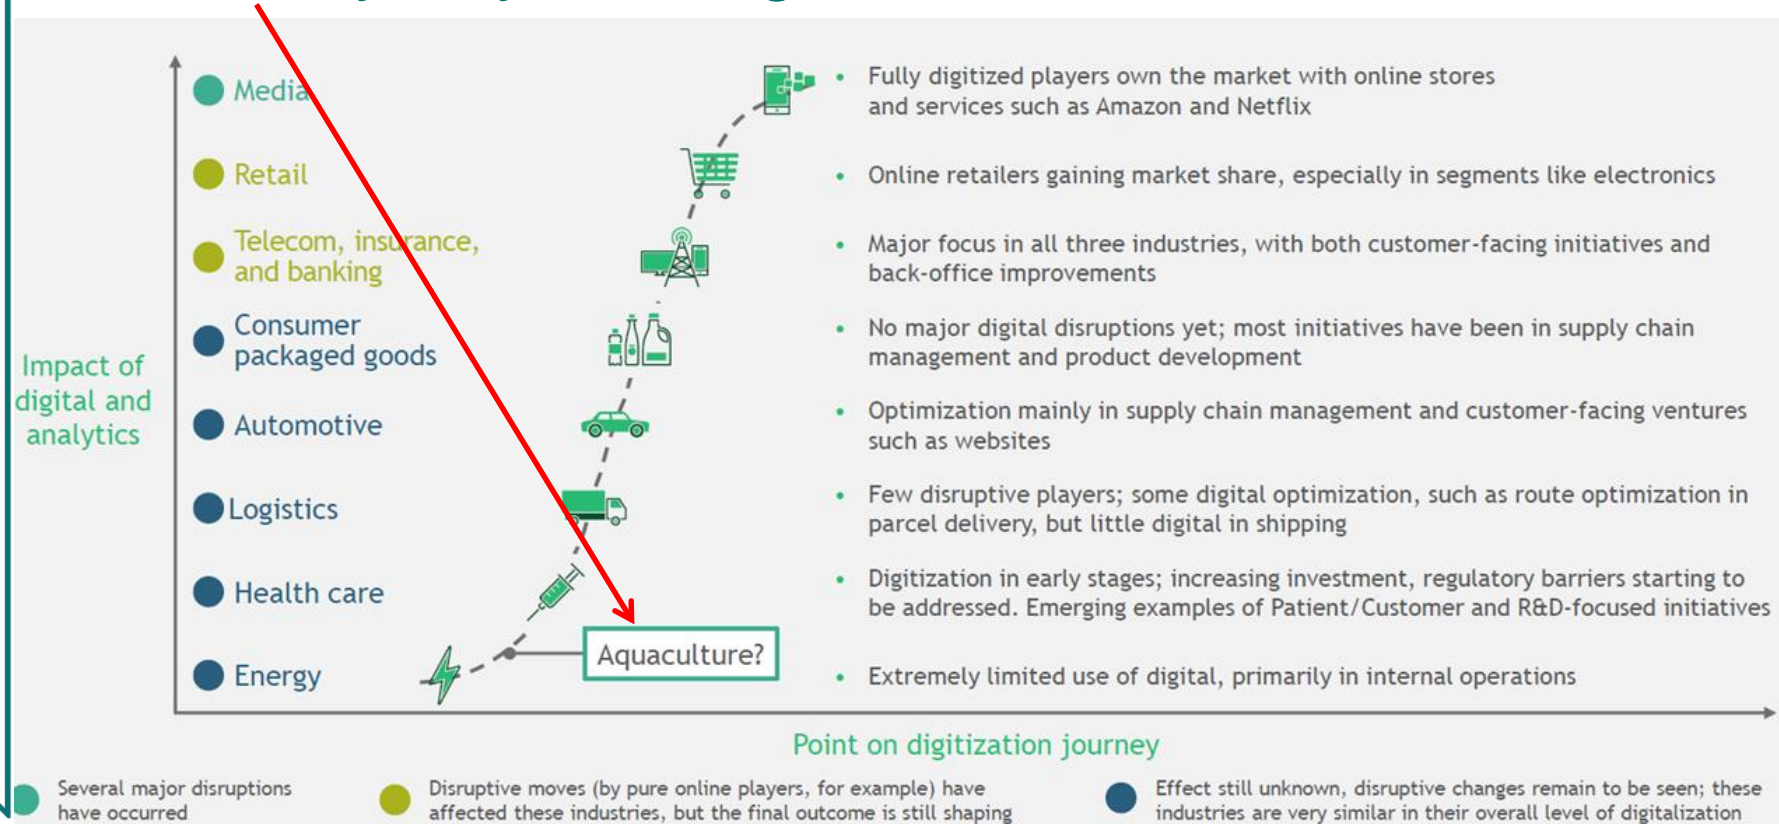 Media
Fully digitized players own the market with online stores
and services such as Amazon and Netflix
Retail
Online retailers gaining market share, especially in segments like electronics
Telecom, insurance,
and banking
Major focus in all three industries, with both customer-facing initiatives and
back-office improvements
Consumer
packaged goods
No major digital disruptions yet; most initiatives have been in supply chain
management and product development
Impact of
digital and
analytics
Automotive
Optimization mainly in supply chain management and customer-facing ventures
such as websites
Logistics
Few disruptive players; some digital optimization, such as route optimization in
parcel delivery, but little digital in shipping
Health care
Digitization in early stages; increasing investment, regulatory barriers starting to
be addressed. Emerging examples of Patient/Customer and R&D-focused initiatives
Aquaculture?
Energy
Extremely limited use of digital, primarily in internal operations
Point on digitization journey
Several major disruptions
have occurred
Disruptive moves (by pure online players, for example) have
affected these industries, but the final outcome is still shaping
Effect still unknown, disruptive changes remain to be seen; these
industries are very similar in their overall level of digitalization